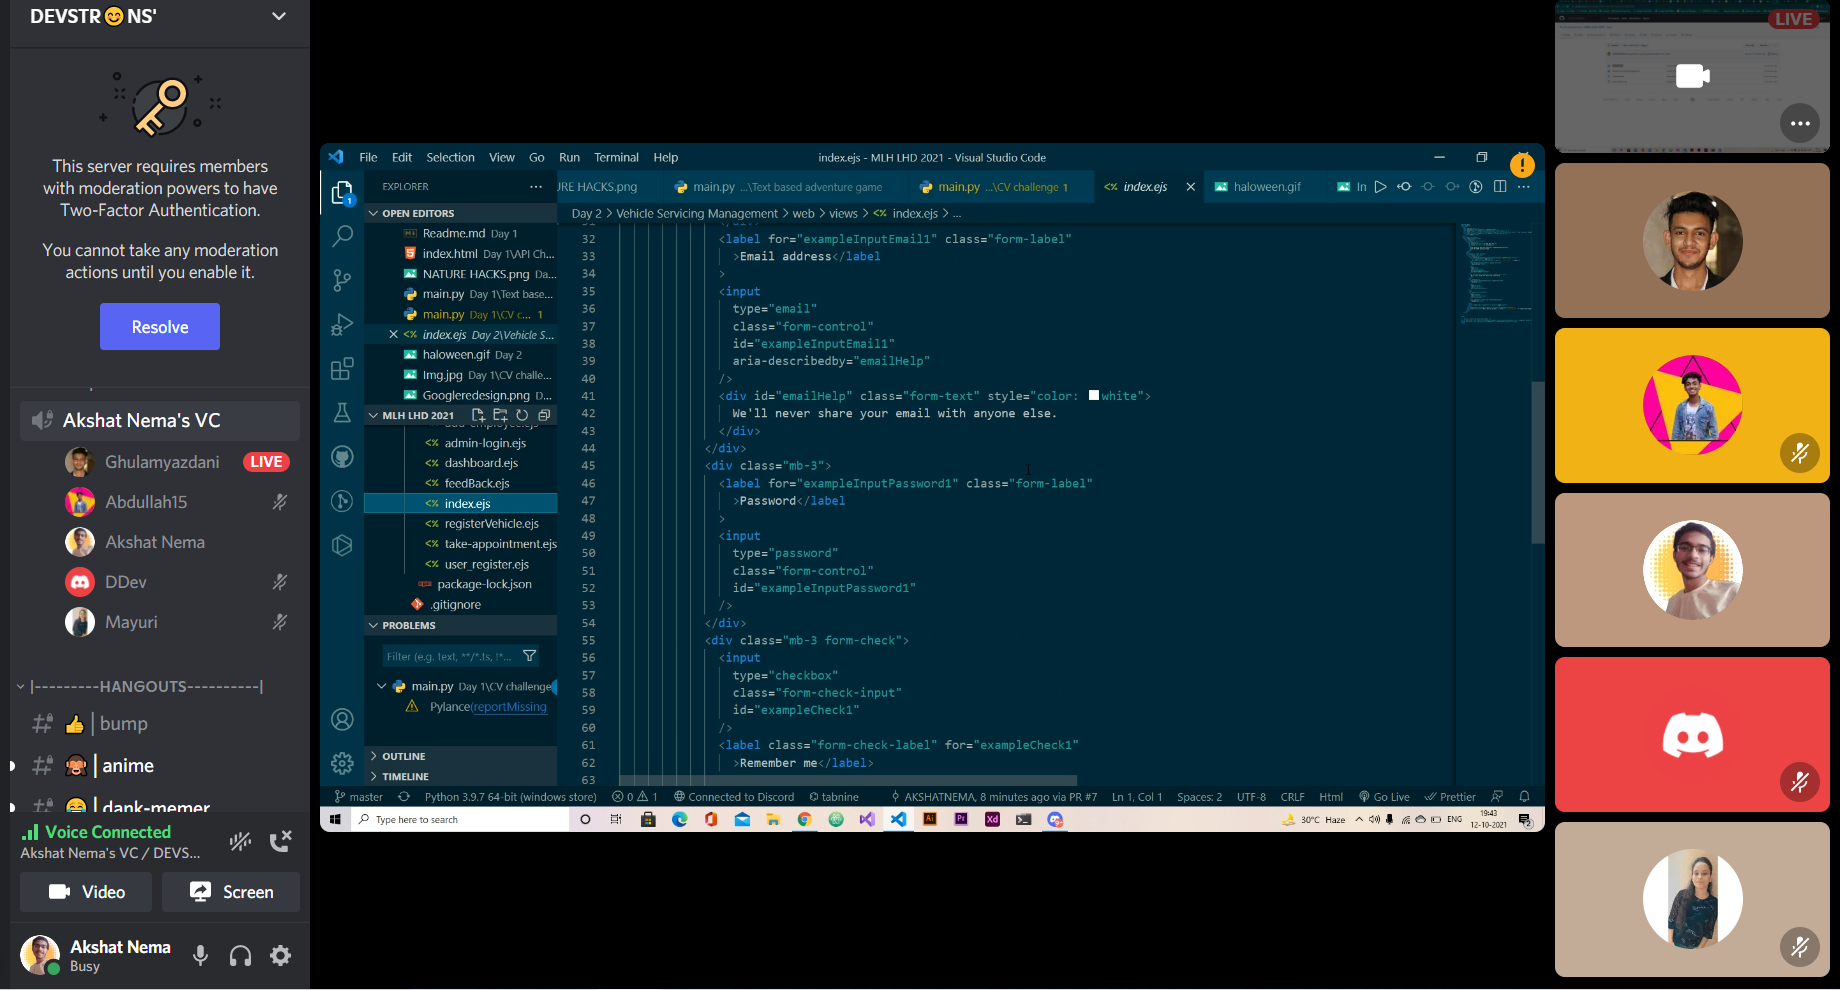 DEVSTR😊NS'
This server requires members
with moderation powers to have
Two-Factor Authentication.
You cannot take any moderation
actions until you enable it.
Resolve
Akshat Nema's VC
Ghulamyazdani LIVE
Abdullah15
Akshat Nema
DDev
Mayuri
|---------HANGOUTS----------|
👍 | bump
🙈 | anime
😂 | dank-memer
Voice Connected
Akshat Nema's VC / DEVS...
Video Screen
Akshat Nema
Busy
File Edit Selection View Go Run Terminal Help
index.ejs - MLH LHD 2021 - Visual Studio Code
EXPLORER
JRE HACKS.png main.py ...\Text based adventure game main.py ...\CV challenge 1 index.ejs haloween.gif In
Day 2 > Vehicle Servicing Management > web > views > index.ejs > ...
OPEN EDITORS
Readme.md Day 1
index.html Day 1\API Ch...
NATURE HACKS.png Da...
main.py Day 1\Text base...
main.py Day 1\CV c... 1
index.ejs Day 2\Vehicle S...
haloween.gif Day 2
Img.jpg Day 1\CV challe...
Googleredesign.png D...
MLH LHD 2021
add-employee.ejs
admin-login.ejs
dashboard.ejs
feedBack.ejs
index.ejs
registerVehicle.ejs
take-appointment.ejs
user_register.ejs
package-lock.json
.gitignore
PROBLEMS
Filter (e.g. text, **/*.ts, !*...
main.py Day 1\CV challenge
Pylance(reportMissing
OUTLINE
TIMELINE
32 <label for="exampleInputEmail1" class="form-label"
33 >Email address</label
34 >
35 <input
36 type="email"
37 class="form-control"
38 id="exampleInputEmail1"
39 aria-describedby="emailHelp"
40 />
41 <div id="emailHelp" class="form-text" style="color: white">
42 We'll never share your email with anyone else.
43 </div>
44 </div>
45 <div class="mb-3">
46 <label for="exampleInputPassword1" class="form-label"
47 >Password</label
48 >
49 <input
50 type="password"
51 class="form-control"
52 id="exampleInputPassword1"
53 />
54 </div>
55 <div class="mb-3 form-check">
56 <input
57 type="checkbox"
58 class="form-check-input"
59 id="exampleCheck1"
60 />
61 <label class="form-check-label" for="exampleCheck1"
62 >Remember me</label>
63
master Python 3.9.7 64-bit (windows store) 0 1 Connected to Discord tabnine AKSHATNEMA, 8 minutes ago via PR #7 Ln 1, Col 1 Spaces: 2 UTF-8 CRLF Html Go Live Prettier
Type here to search
30°C Haze ENG
19:43
12-10-2021
2
LIVE